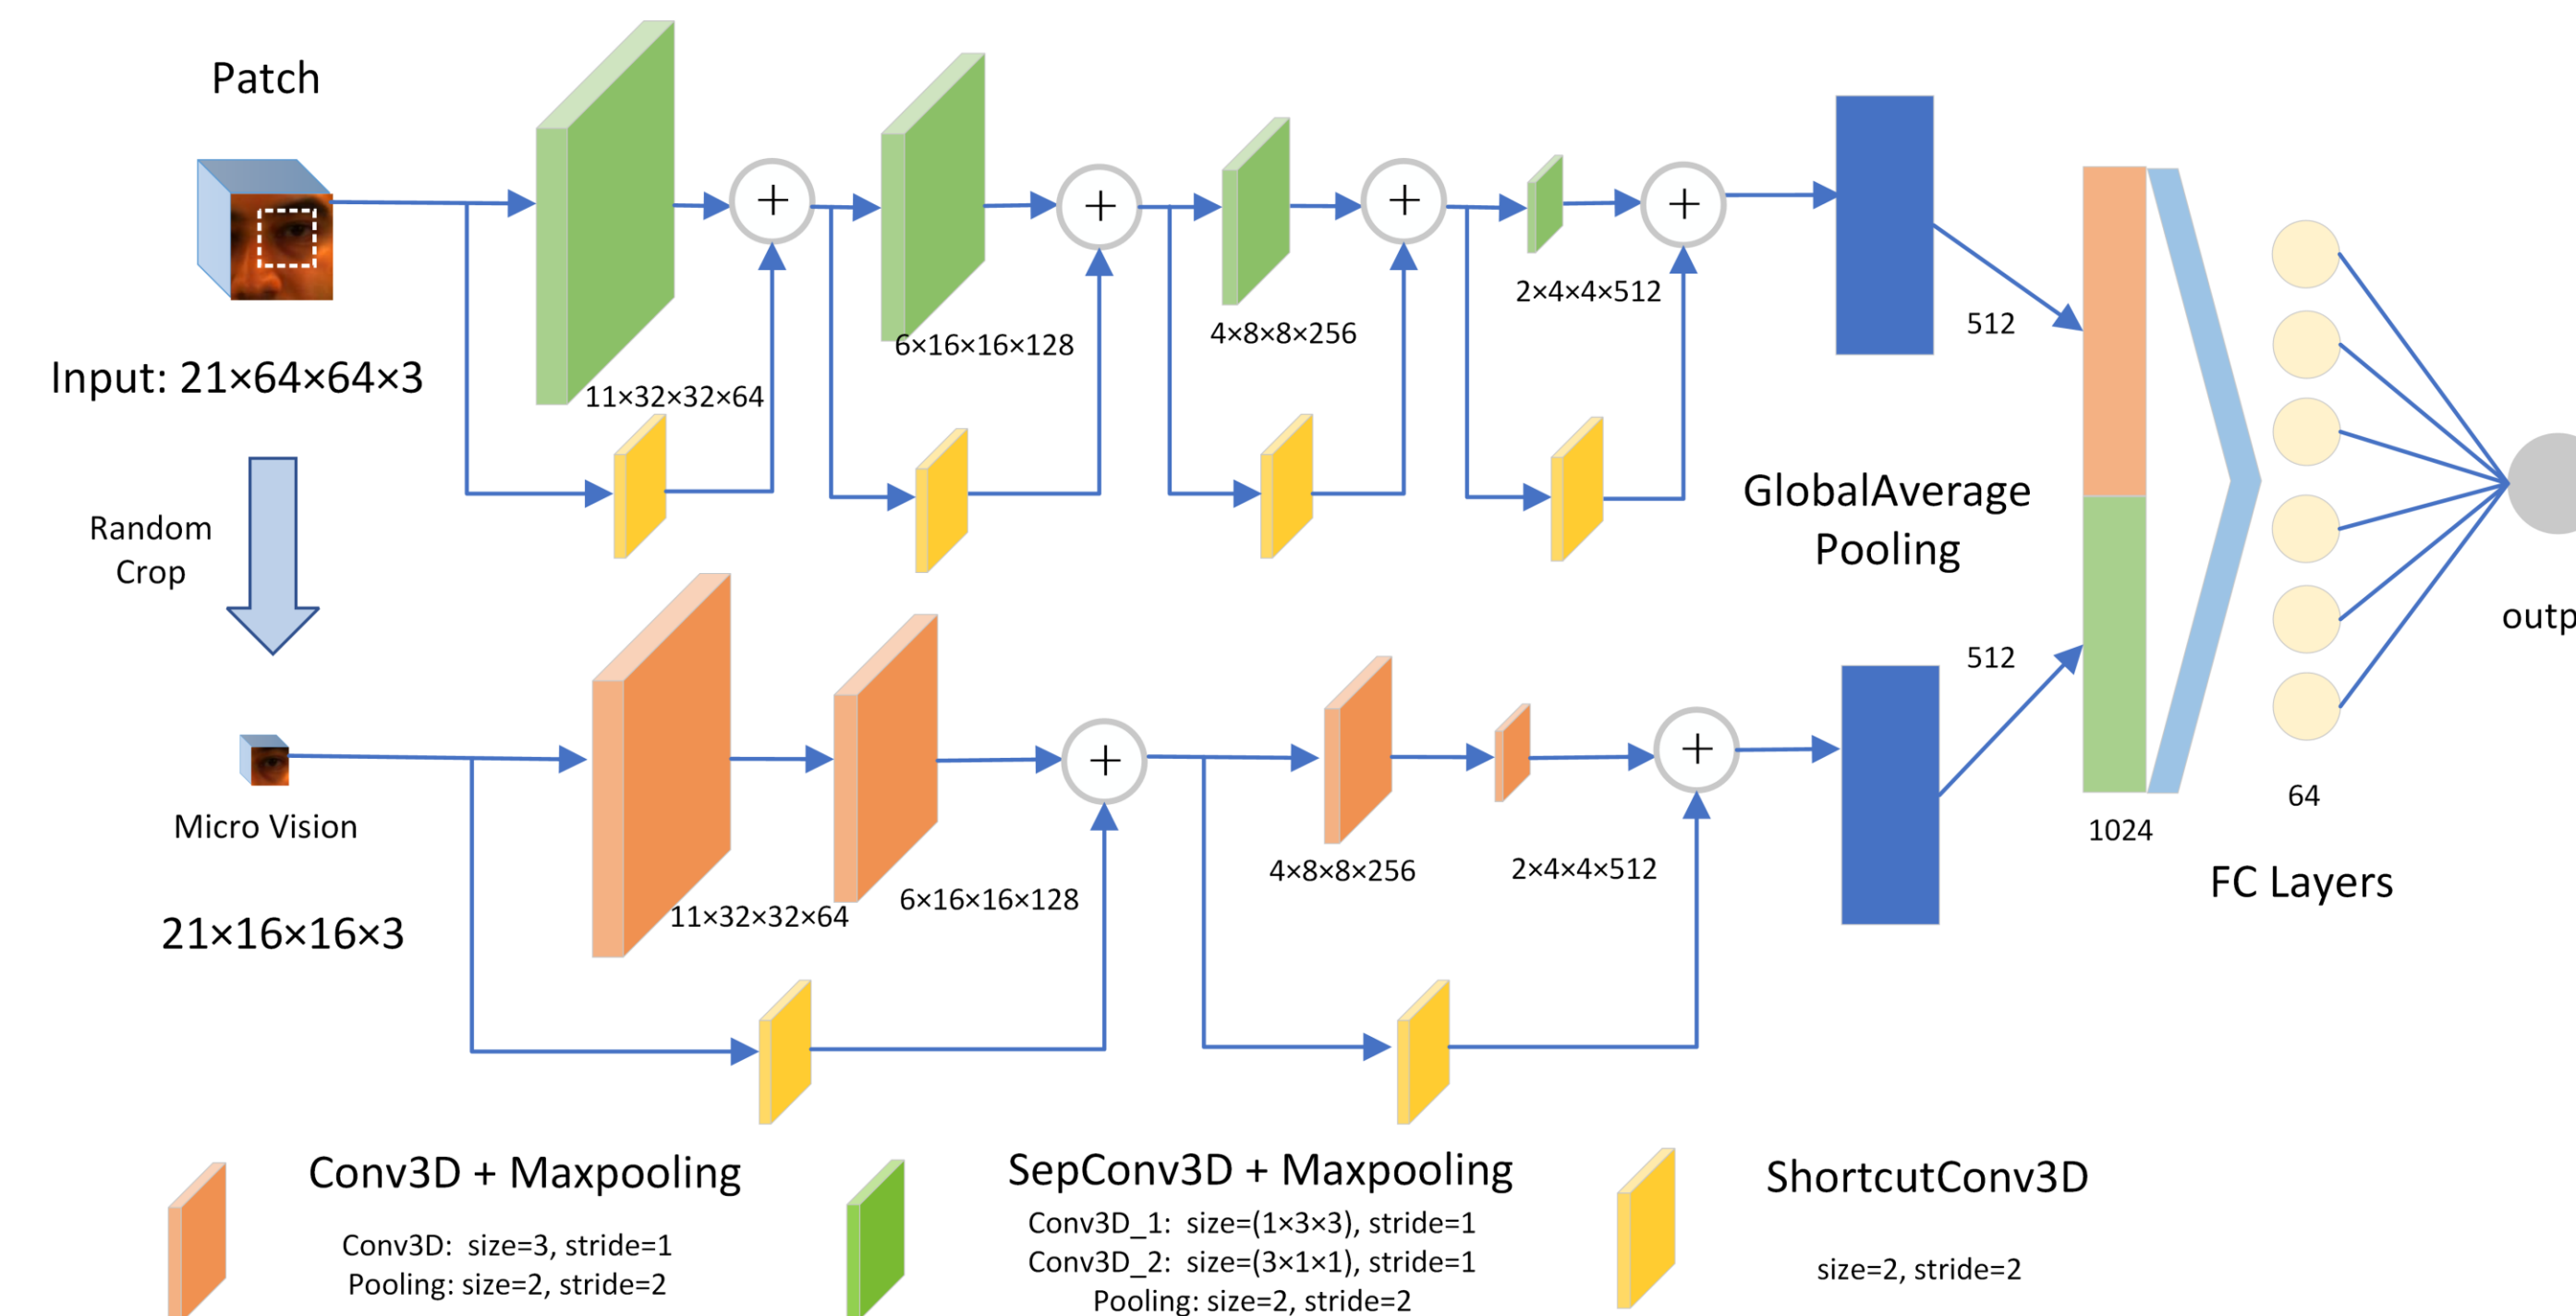 Patch
Input: 21×64×64×3
Random
Crop
Micro Vision
21×16×16×3
+
+
+
+
11×32×32×64
6×16×16×128
4×8×8×256
2×4×4×512
GlobalAverage
Pooling
512
512
+
+
11×32×32×64
6×16×16×128
4×8×8×256
2×4×4×512
1024
64
FC Layers
outp
Conv3D + Maxpooling
Conv3D: size=3, stride=1
Pooling: size=2, stride=2
SepConv3D + Maxpooling
Conv3D_1: size=(1×3×3), stride=1
Conv3D_2: size=(3×1×1), stride=1
Pooling: size=2, stride=2
ShortcutConv3D
size=2, stride=2